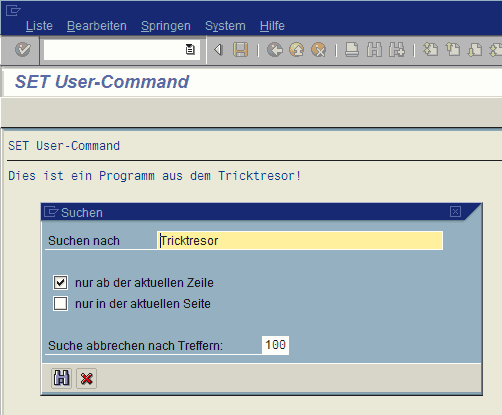 Liste Bearbeiten Springen System Hilfe
SET User-Command
SET User-Command
Dies ist ein Programm aus dem Tricktresor!
Suchen
Suchen nach Tricktresor
nur ab der aktuellen Zeile
nur in der aktuellen Seite
Suche abbrechen nach Treffern: 100